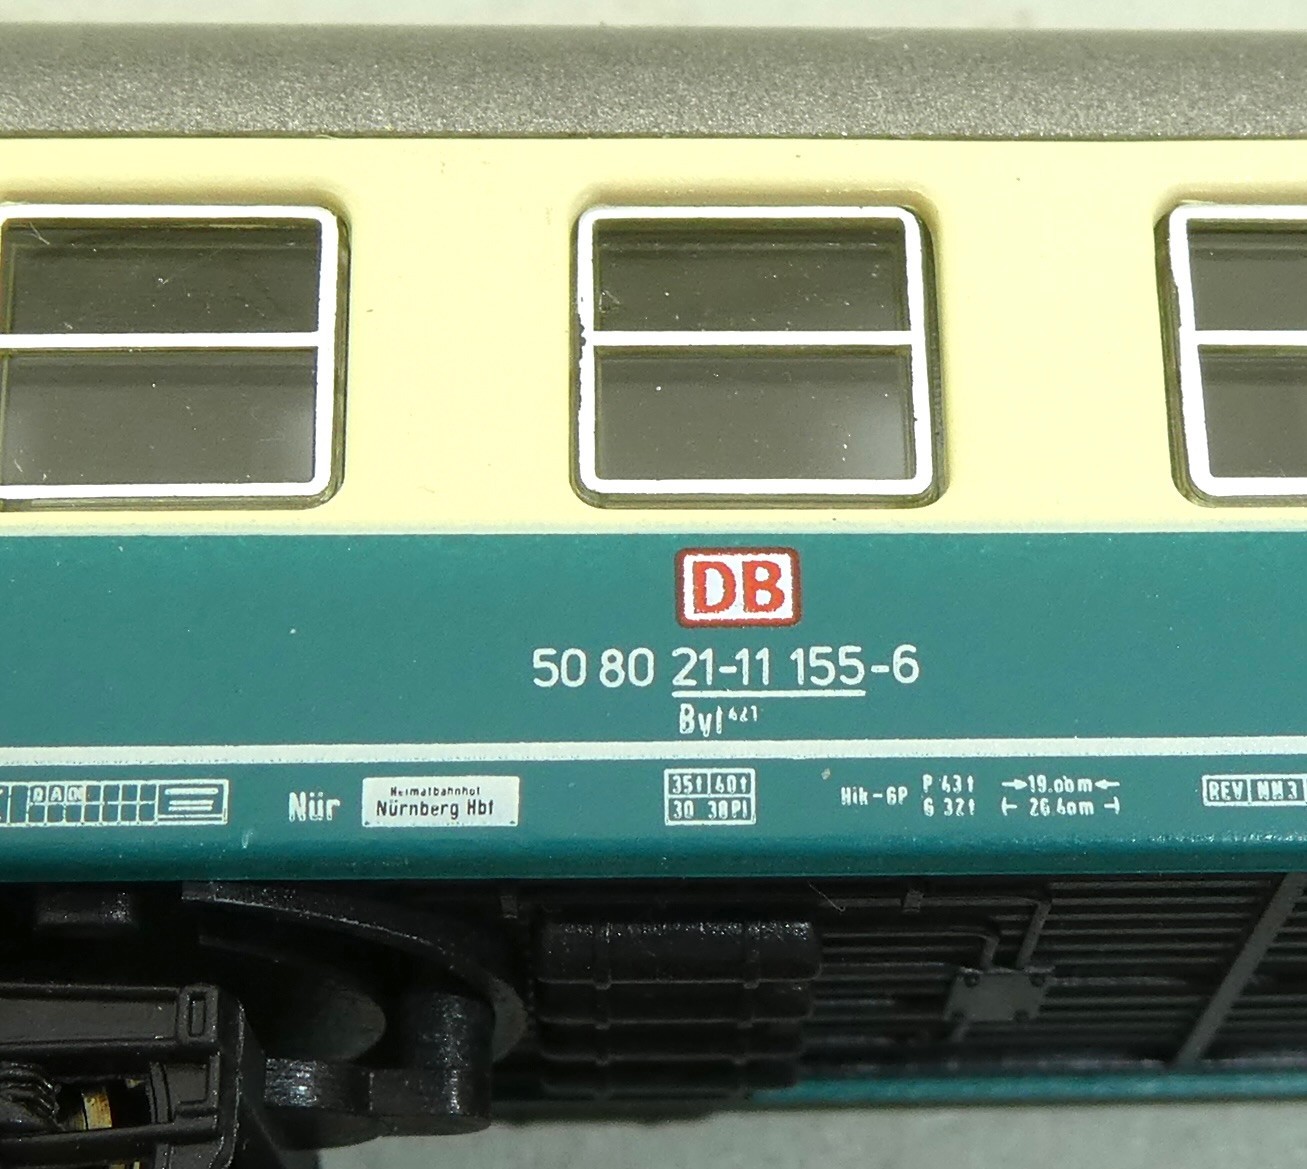 DB
50 80 21-11 155-6
Byl 421
Nür
Heimatbahnhof
Nürnberg Hbf
35t 40t
30 38Pl
Hik-GP
P 43t
G 32t
→19.0bm←
26.4om
REV